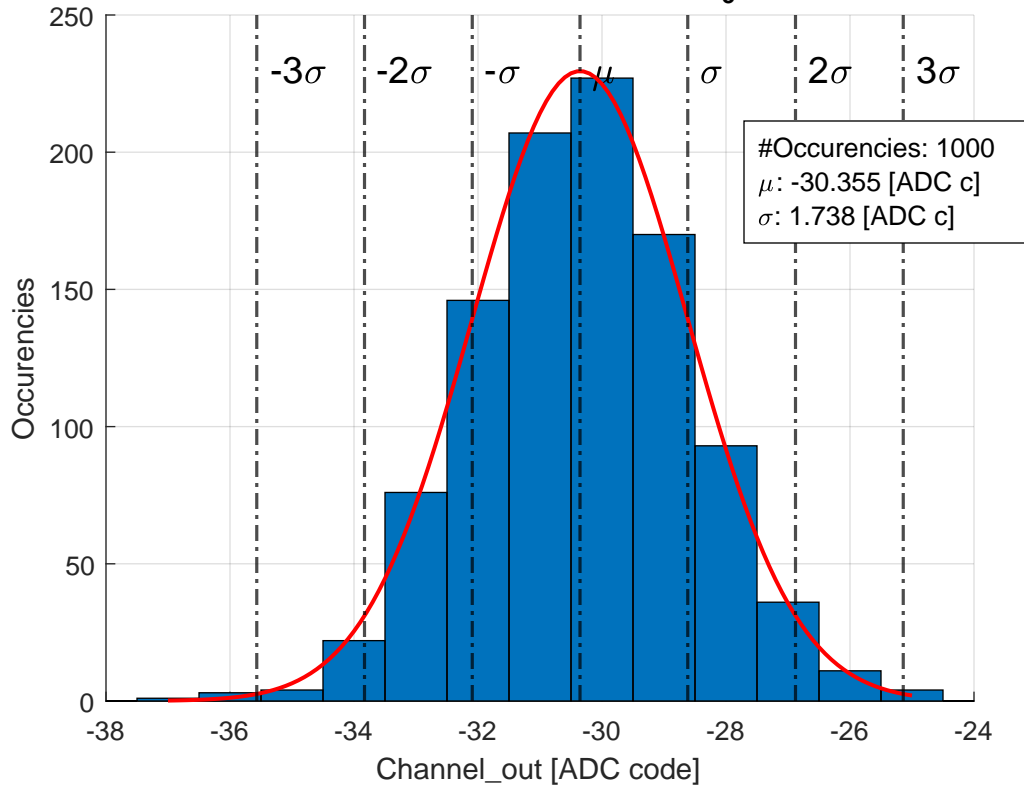 250
200
150
100
50
0
-3σ
-2σ
-σ
μ
σ
2σ
3σ
#Occurencies: 1000
μ: -30.355 [ADC c]
σ: 1.738 [ADC c]
Occurencies
-38
-36
-34
-32
-30
-28
-26
-24
Channel_out [ADC code]